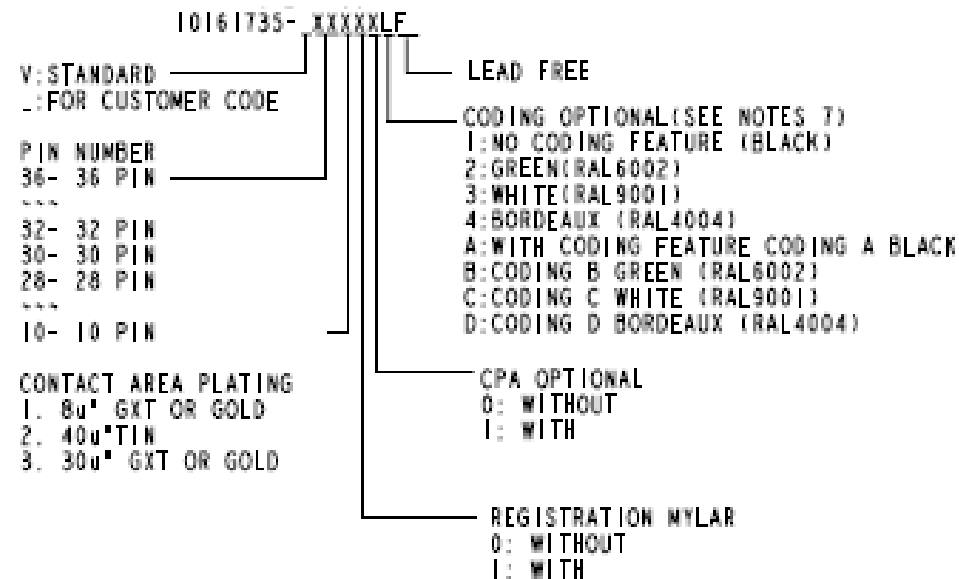 10161735-_XXXXXLF
V:STANDARD
_:FOR CUSTOMER CODE
PIN NUMBER
36- 36 PIN
---
32- 32 PIN
30- 30 PIN
28- 28 PIN
---
10- 10 PIN
CONTACT AREA PLATING
1. 8u" GXT OR GOLD
2. 40u"TIN
3. 30u" GXT OR GOLD
LEAD FREE
CODING OPTIONAL(SEE NOTES 7)
1:NO CODING FEATURE (BLACK)
2:GREEN(RAL6002)
3:WHITE(RAL9001)
4:BORDEAUX (RAL4004)
A:WITH CODING FEATURE CODING A BLACK
B:CODING B GREEN (RAL6002)
C:CODING C WHITE (RAL9001)
D:CODING D BORDEAUX (RAL4004)
CPA OPTIONAL
0: WITHOUT
1: WITH
REGISTRATION MYLAR
0: WITHOUT
1: WITH